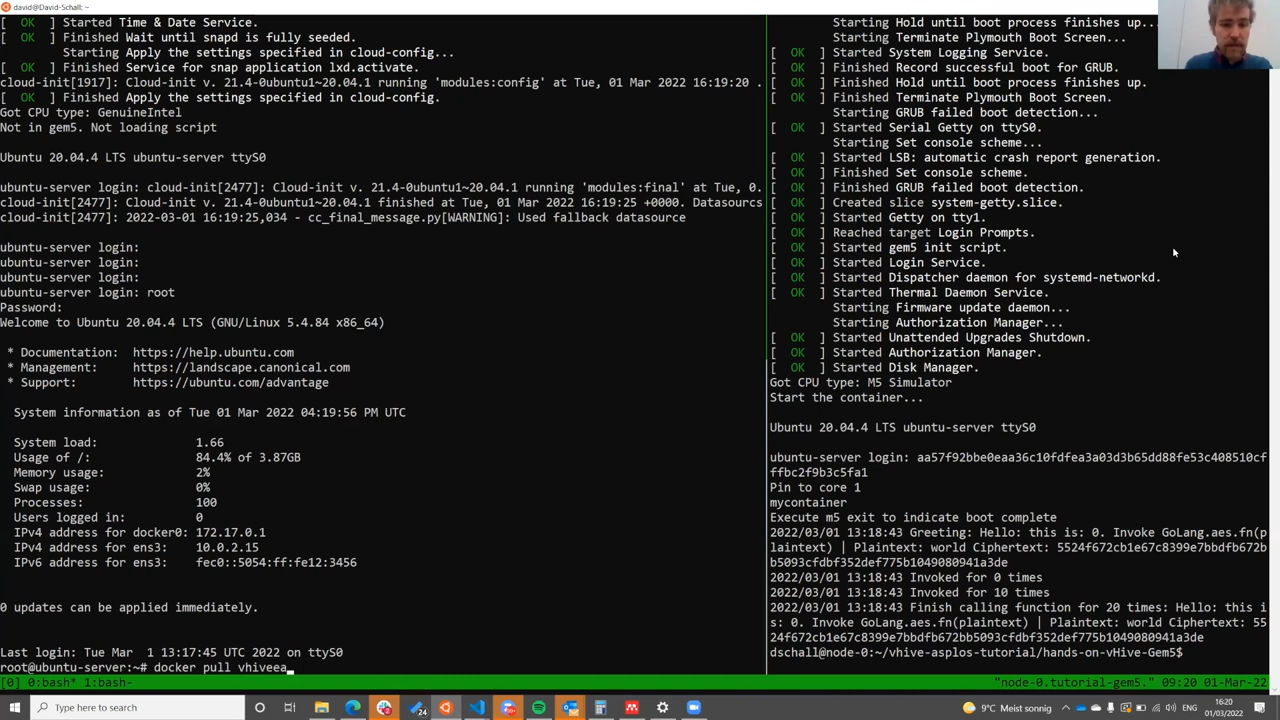 david@David-Schall: ~
[  OK  ] Started Time & Date Service.
[  OK  ] Finished Wait until snapd is fully seeded.
Starting Apply the settings specified in cloud-config...
[  OK  ] Finished Service for snap application lxd.activate.
cloud-init[1917]: Cloud-init v. 21.4-0ubuntu1~20.04.1 running 'modules:config' at Tue, 01 Mar 2022 16:19:20 .
[  OK  ] Finished Apply the settings specified in cloud-config.
Got CPU type: GenuineIntel
Not in gem5. Not loading script
Ubuntu 20.04.4 LTS ubuntu-server ttyS0
ubuntu-server login: cloud-init[2477]: Cloud-init v. 21.4-0ubuntu1~20.04.1 running 'modules:final' at Tue, 0.
cloud-init[2477]: Cloud-init v. 21.4-0ubuntu1~20.04.1 finished at Tue, 01 Mar 2022 16:19:25 +0000. Datasourcs
cloud-init[2477]: 2022-03-01 16:19:25,034 - cc_final_message.py[WARNING]: Used fallback datasource
ubuntu-server login:
ubuntu-server login:
ubuntu-server login:
ubuntu-server login: root
Password:
Welcome to Ubuntu 20.04.4 LTS (GNU/Linux 5.4.84 x86_64)
* Documentation:  https://help.ubuntu.com
* Management:     https://landscape.canonical.com
* Support:        https://ubuntu.com/advantage
System information as of Tue 01 Mar 2022 04:19:56 PM UTC
System load:             1.66
Usage of /:              84.4% of 3.87GB
Memory usage:            2%
Swap usage:              0%
Processes:               100
Users logged in:         0
IPv4 address for docker0: 172.17.0.1
IPv4 address for ens3:   10.0.2.15
IPv6 address for ens3:   fec0::5054:ff:fe12:3456
0 updates can be applied immediately.
Last login: Tue Mar  1 13:17:45 UTC 2022 on ttyS0
root@ubuntu-server:~# docker pull vhiveea
Starting Hold until boot process finishes up...
Starting Terminate Plymouth Boot Screen...
[  OK  ] Started System Logging Service.
[  OK  ] Finished Record successful boot for GRUB.
[  OK  ] Finished Hold until boot process finishes up.
[  OK  ] Finished Terminate Plymouth Boot Screen.
Starting GRUB failed boot detection...
[  OK  ] Started Serial Getty on ttyS0.
Starting Set console scheme...
[  OK  ] Started LSB: automatic crash report generation.
[  OK  ] Finished Set console scheme.
[  OK  ] Finished GRUB failed boot detection.
[  OK  ] Created slice system-getty.slice.
[  OK  ] Started Getty on tty1.
[  OK  ] Reached target Login Prompts.
[  OK  ] Started gem5 init script.
[  OK  ] Started Login Service.
[  OK  ] Started Dispatcher daemon for systemd-networkd.
[  OK  ] Started Thermal Daemon Service.
Starting Firmware update daemon...
Starting Authorization Manager...
[  OK  ] Started Unattended Upgrades Shutdown.
[  OK  ] Started Authorization Manager.
[  OK  ] Started Disk Manager.
Got CPU type: M5 Simulator
Start the container...
Ubuntu 20.04.4 LTS ubuntu-server ttyS0
ubuntu-server login: aa57f92bbe0eaa36c10fdfea3a03d3b65dd88fe53c408510cf
ffbc2f9b3c5fa1
Pin to core 1
mycontainer
Execute m5 exit to indicate boot complete
2022/03/01 13:18:43 Greeting: Hello: this is: 0. Invoke GoLang.aes.fn(p
laintext) | Plaintext: world Ciphertext: 5524f672cb1e67c8399e7bbdfb672b
b5093cfdbf352def775b1049080941a3de
2022/03/01 13:18:43 Invoked for 0 times
2022/03/01 13:18:43 Invoked for 10 times
2022/03/01 13:18:43 Finish calling function for 20 times: Hello: this i
s: 0. Invoke GoLang.aes.fn(plaintext) | Plaintext: world Ciphertext: 55
24f672cb1e67c8399e7bbdfb672bb5093cfdbf352def775b1049080941a3de
dschall@node-0:~/vhive-asplos-tutorial/hands-on-vHive-Gem5$
[0] 0:bash* 1:bash-
"node-0.tutorial-gem5." 09:20 01-Mar-22
Type here to search
24
9°C Meist sonnig
ENG
16:20
01/03/2022